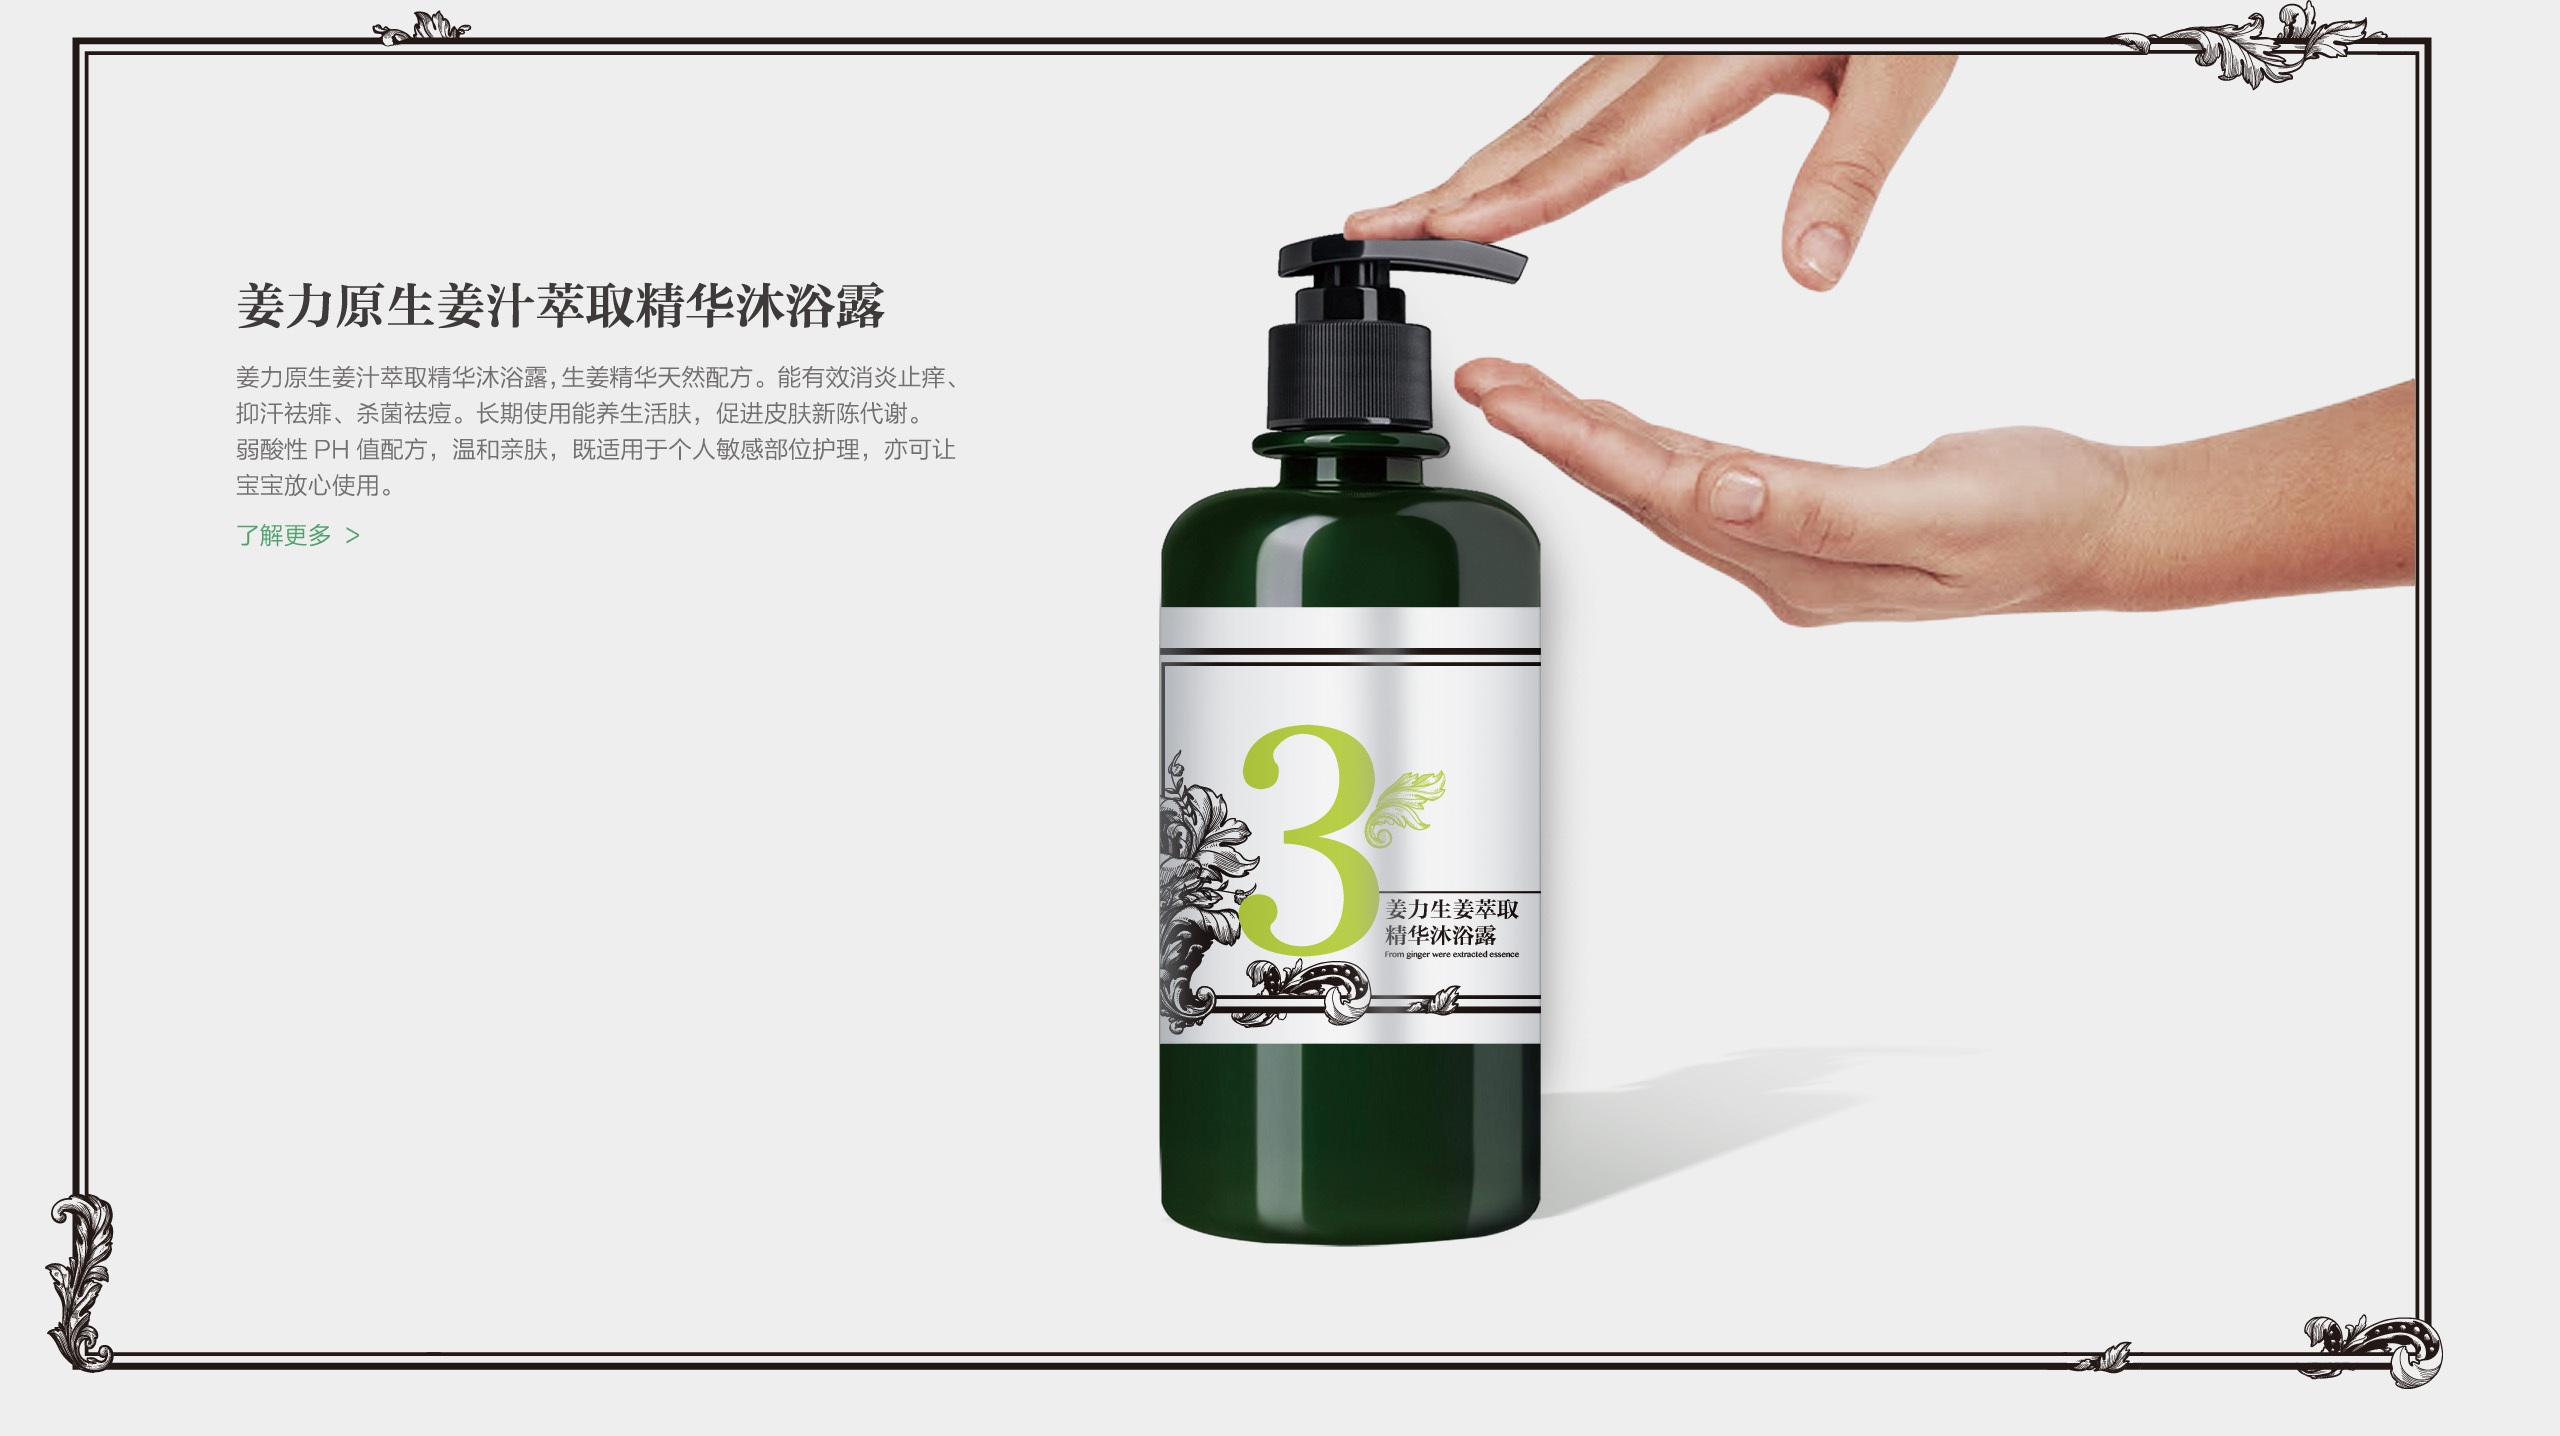 姜力原生姜汁萃取精华沐浴露
姜力原生姜汁萃取精华沐浴露，生姜精华天然配方。能有效消炎止痒、
抑汗祛痱、杀菌祛痘。长期使用能养生活肤，促进皮肤新陈代谢。
弱酸性 PH 值配方，温和亲肤，既适用于个人敏感部位护理，亦可让
宝宝放心使用。
了解更多 >
3
姜力生姜萃取
精华沐浴露
From ginger were extracted essence